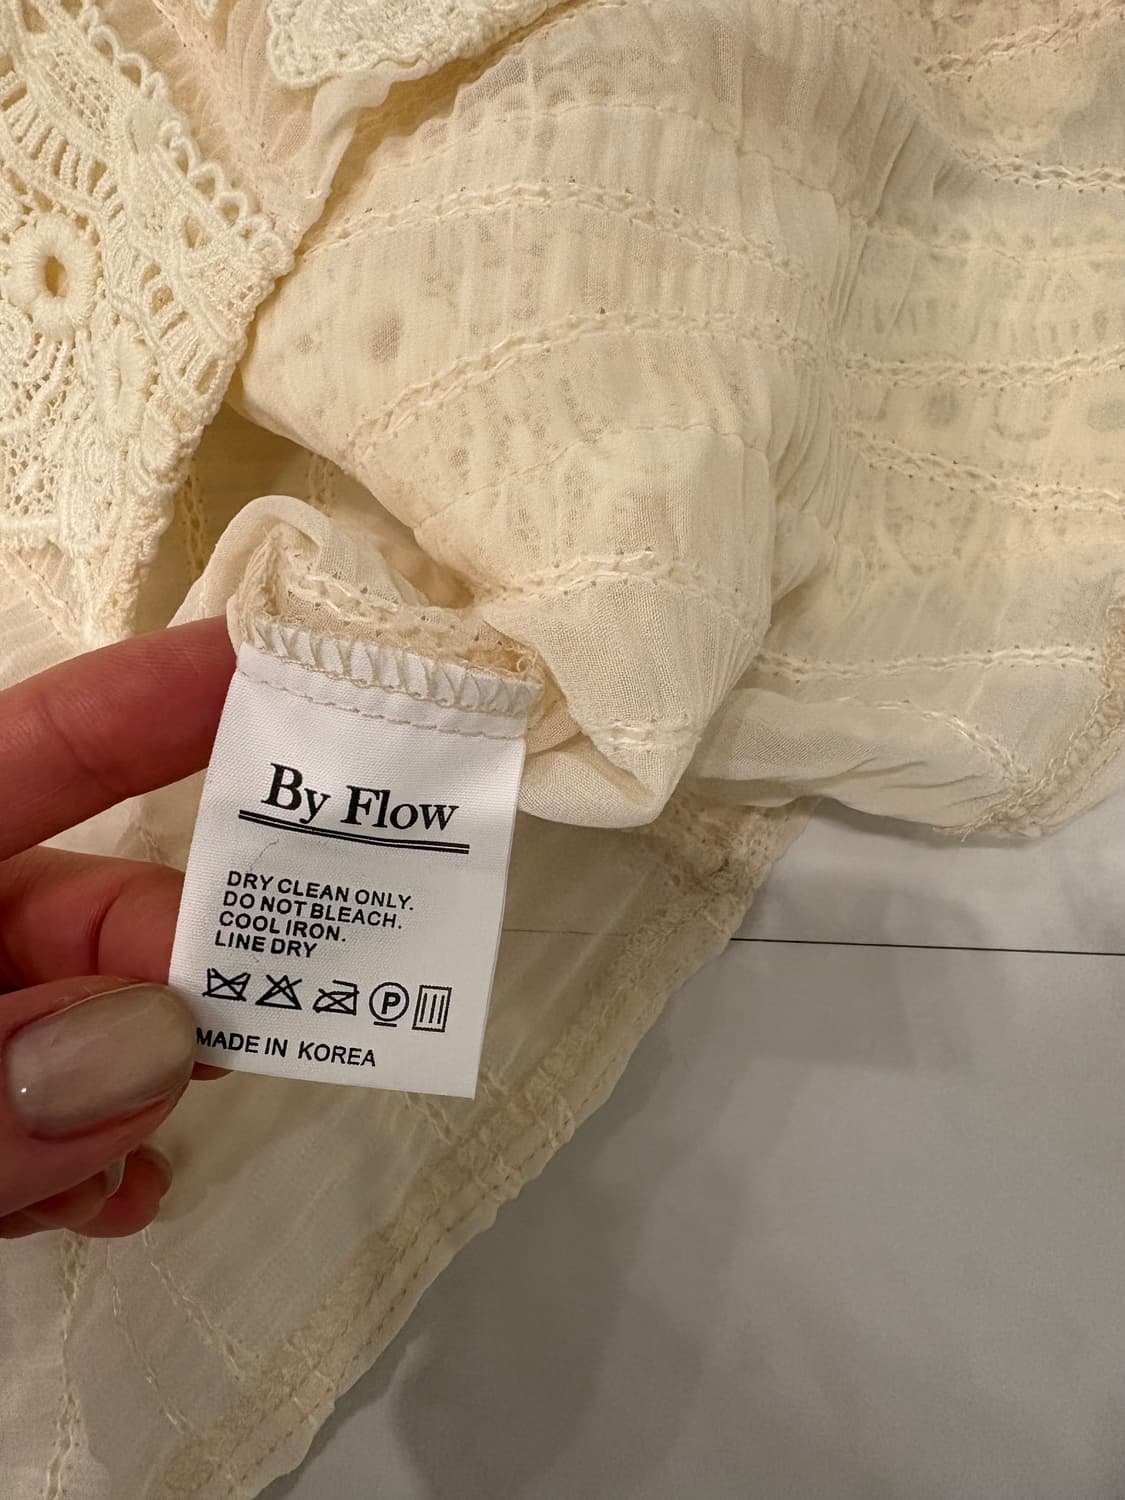 By Flow
DRY CLEAN ONLY.
DO NOT BLEACH.
COOL IRON.
LINE DRY
P
MADE IN KOREA